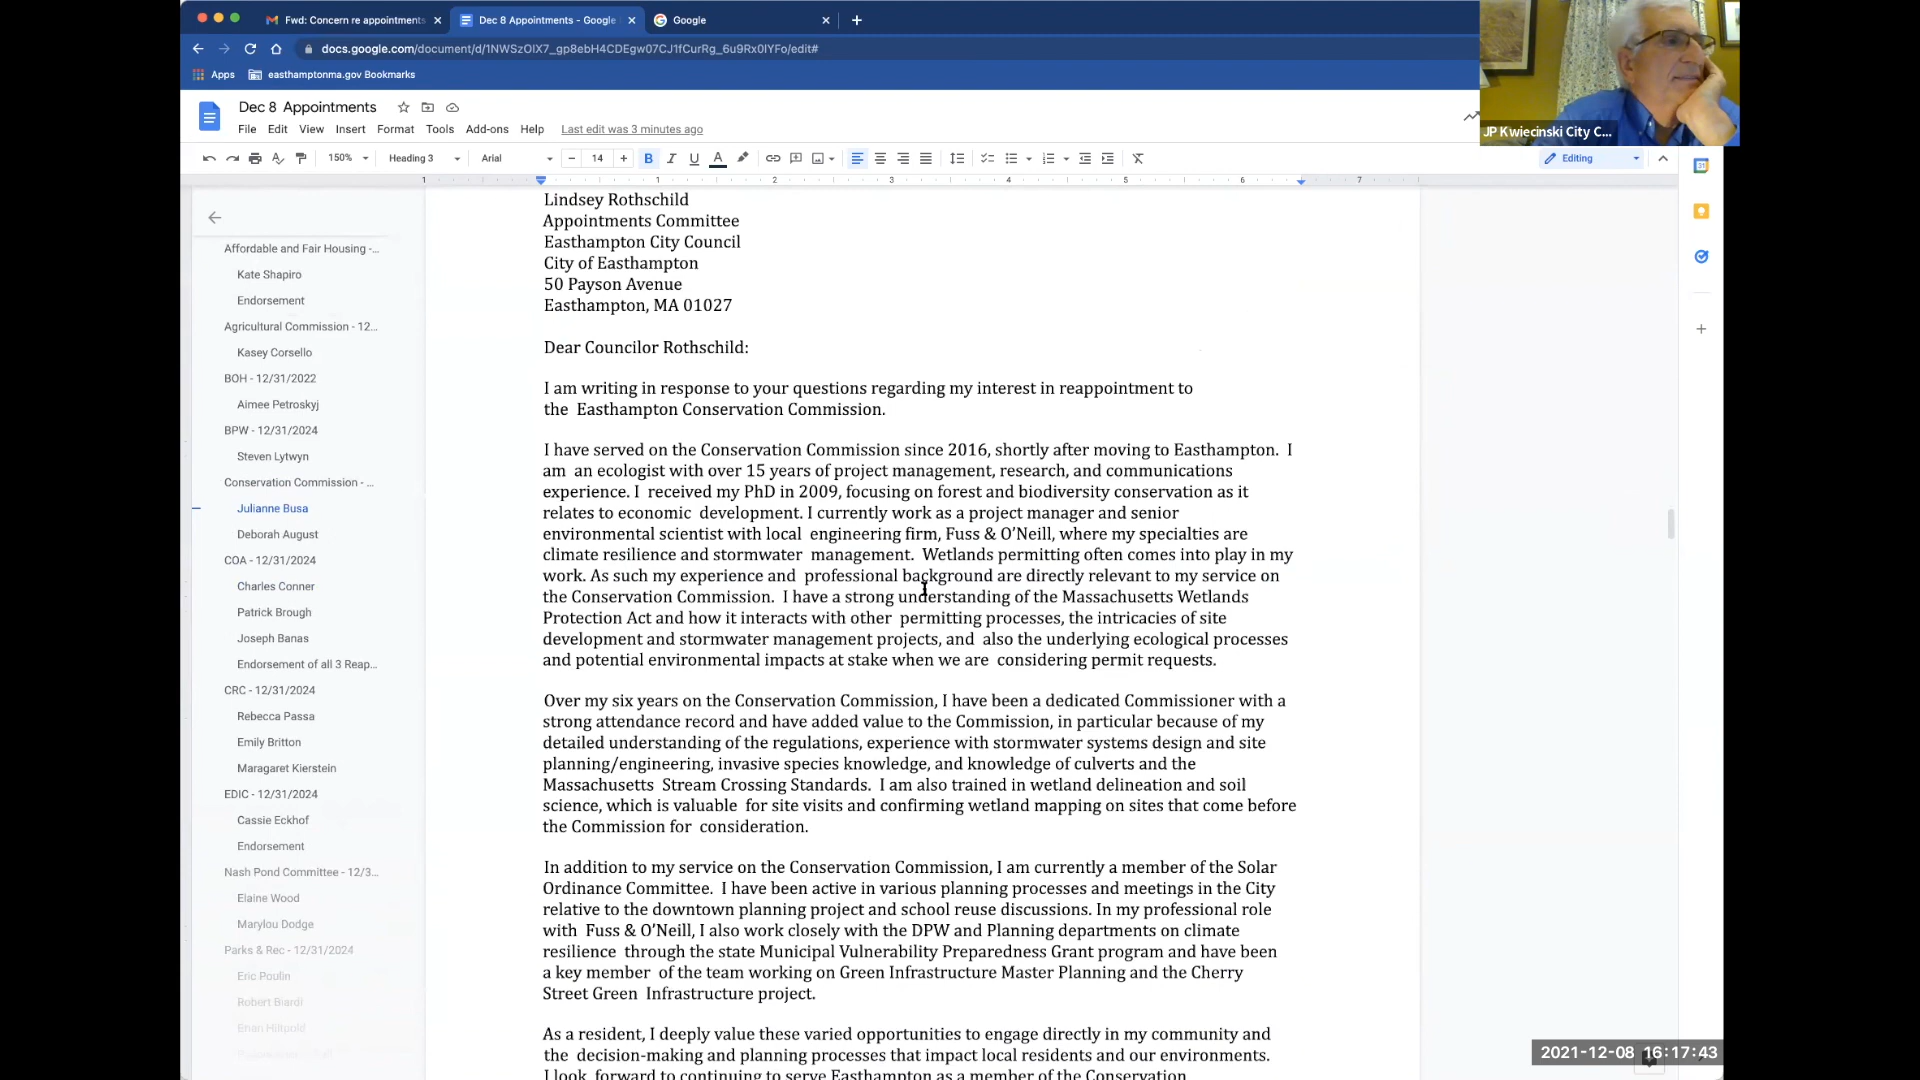 Fwd: Concern re appointments
Dec 8 Appointments - Google
Google
docs.google.com/document/d/1NWSzOIX7_gp8ebH4CDEgw07CJ1fCurRg_6u9Rx0IYFo/edit#
Apps
easthamptonma.gov Bookmarks
Dec 8 Appointments
File Edit View Insert Format Tools Add-ons Help Last edit was 3 minutes ago
JP Kwiecinski City C...
150% Heading 3 Arial 14 Editing
1 1 2 3 4 5 6 7
Affordable and Fair Housing -...
Kate Shapiro
Endorsement
Agricultural Commission - 12...
Kasey Corsello
BOH - 12/31/2022
Aimee Petroskyj
BPW - 12/31/2024
Steven Lytwyn
Conservation Commission - ...
Julianne Busa
Deborah August
COA - 12/31/2024
Charles Conner
Patrick Brough
Joseph Banas
Endorsement of all 3 Reap...
CRC - 12/31/2024
Rebecca Passa
Emily Britton
Maragaret Kierstein
EDIC - 12/31/2024
Cassie Eckhof
Endorsement
Nash Pond Committee - 12/3...
Elaine Wood
Marylou Dodge
Parks & Rec - 12/31/2024
Eric Poulin
Robert Biardi
Lindsey Rothschild
Appointments Committee
Easthampton City Council
City of Easthampton
50 Payson Avenue
Easthampton, MA 01027
Dear Councilor Rothschild:
I am writing in response to your questions regarding my interest in reappointment to
the Easthampton Conservation Commission.
I have served on the Conservation Commission since 2016, shortly after moving to Easthampton. I
am an ecologist with over 15 years of project management, research, and communications
experience. I received my PhD in 2009, focusing on forest and biodiversity conservation as it
relates to economic development. I currently work as a project manager and senior
environmental scientist with local engineering firm, Fuss & O’Neill, where my specialties are
climate resilience and stormwater management. Wetlands permitting often comes into play in my
work. As such my experience and professional background are directly relevant to my service on
the Conservation Commission. I have a strong understanding of the Massachusetts Wetlands
Protection Act and how it interacts with other permitting processes, the intricacies of site
development and stormwater management projects, and also the underlying ecological processes
and potential environmental impacts at stake when we are considering permit requests.
Over my six years on the Conservation Commission, I have been a dedicated Commissioner with a
strong attendance record and have added value to the Commission, in particular because of my
detailed understanding of the regulations, experience with stormwater systems design and site
planning/engineering, invasive species knowledge, and knowledge of culverts and the
Massachusetts Stream Crossing Standards. I am also trained in wetland delineation and soil
science, which is valuable for site visits and confirming wetland mapping on sites that come before
the Commission for consideration.
In addition to my service on the Conservation Commission, I am currently a member of the Solar
Ordinance Committee. I have been active in various planning processes and meetings in the City
relative to the downtown planning project and school reuse discussions. In my professional role
with Fuss & O’Neill, I also work closely with the DPW and Planning departments on climate
resilience through the state Municipal Vulnerability Preparedness Grant program and have been
a key member of the team working on Green Infrastructure Master Planning and the Cherry
Street Green Infrastructure project.
As a resident, I deeply value these varied opportunities to engage directly in my community and
the decision-making and planning processes that impact local residents and our environments.
I look forward to continuing to serve Easthampton as a member of the Conservation
2021-12-08 16:17:43